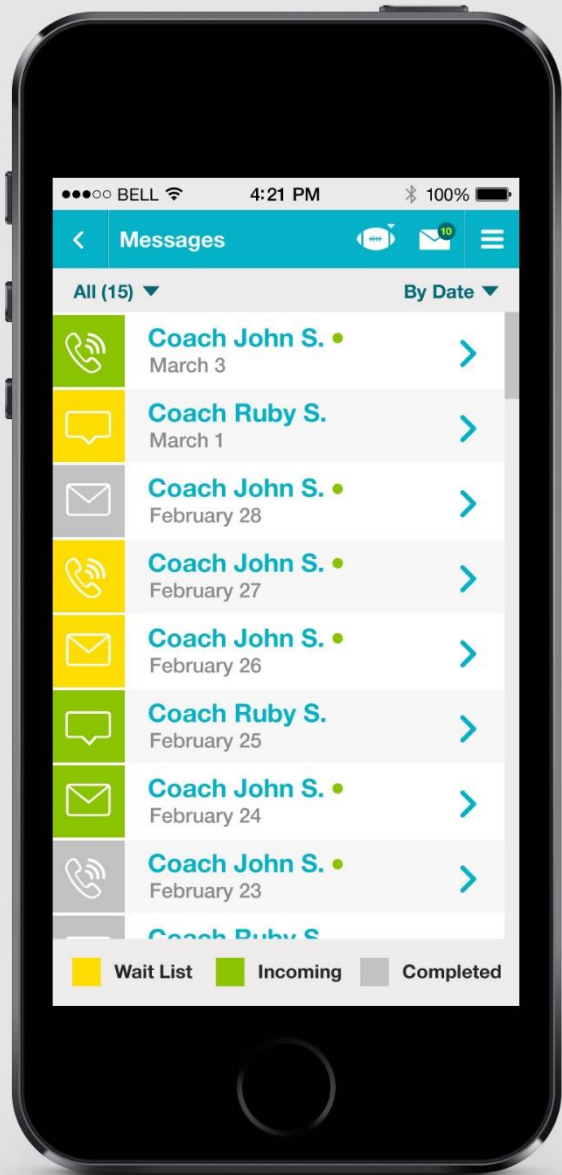 BELL 4:21 PM 100%
Messages 10
All (15) By Date
Coach John S.
March 3
Coach Ruby S.
March 1
Coach John S.
February 28
Coach John S.
February 27
Coach John S.
February 26
Coach Ruby S.
February 25
Coach John S.
February 24
Coach John S.
February 23
Coach Ruby S
Wait List Incoming Completed